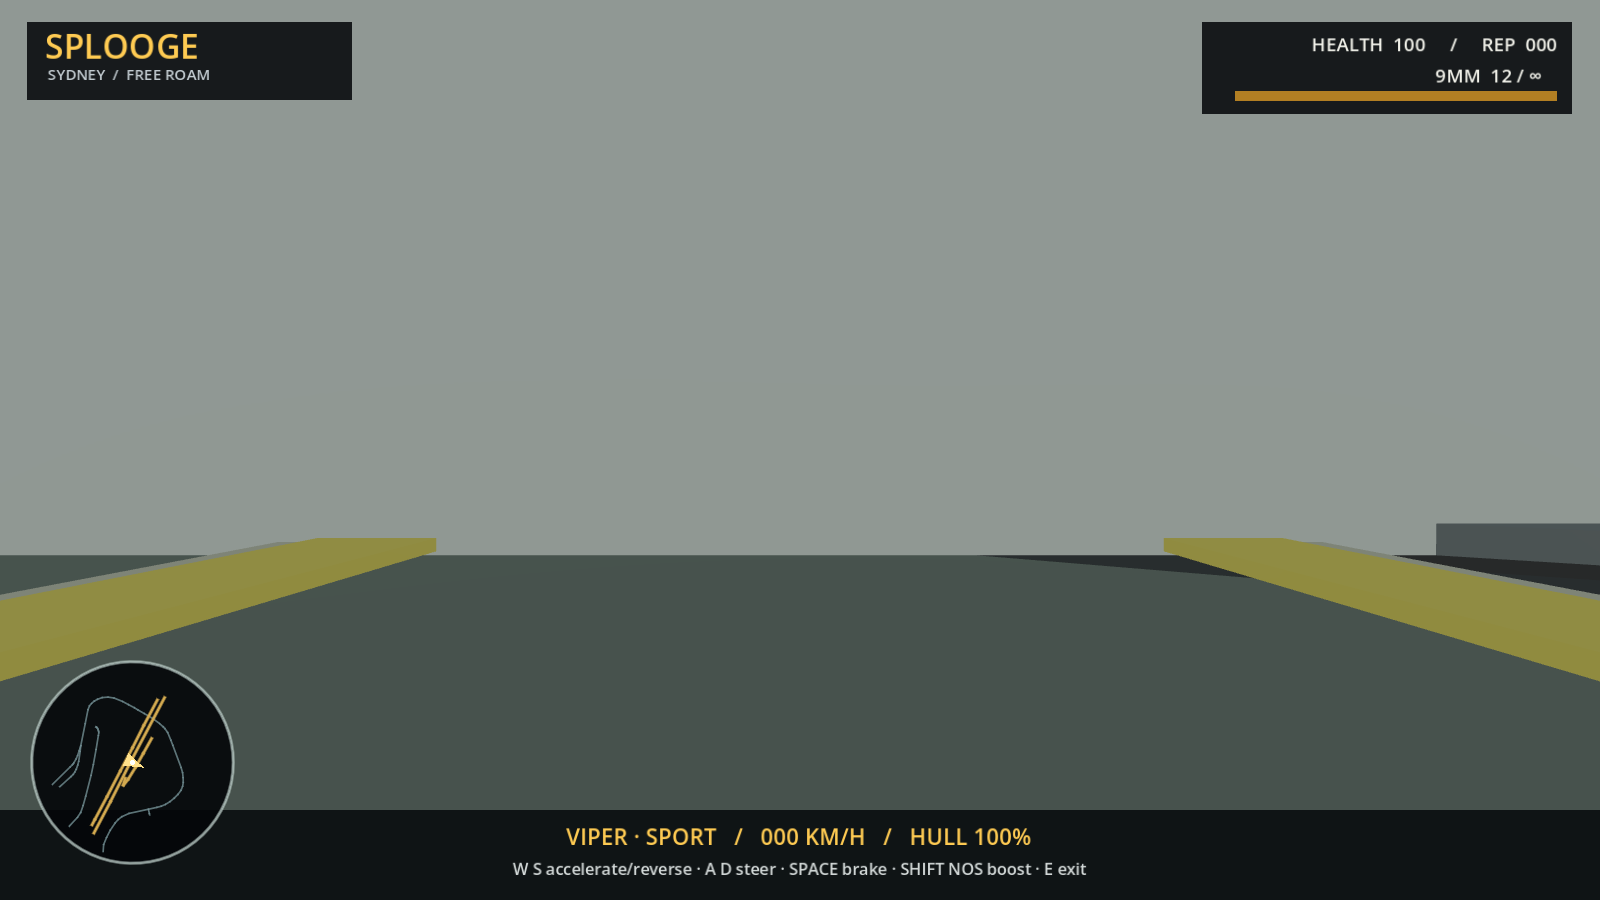 SPLOOGE
SYDNEY / FREE ROAM
HEALTH 100 / REP 000
9MM 12 / ∞
VIPER · SPORT / 000 KM/H / HULL 100%
W S accelerate/reverse · A D steer · SPACE brake · SHIFT NOS boost · E exit